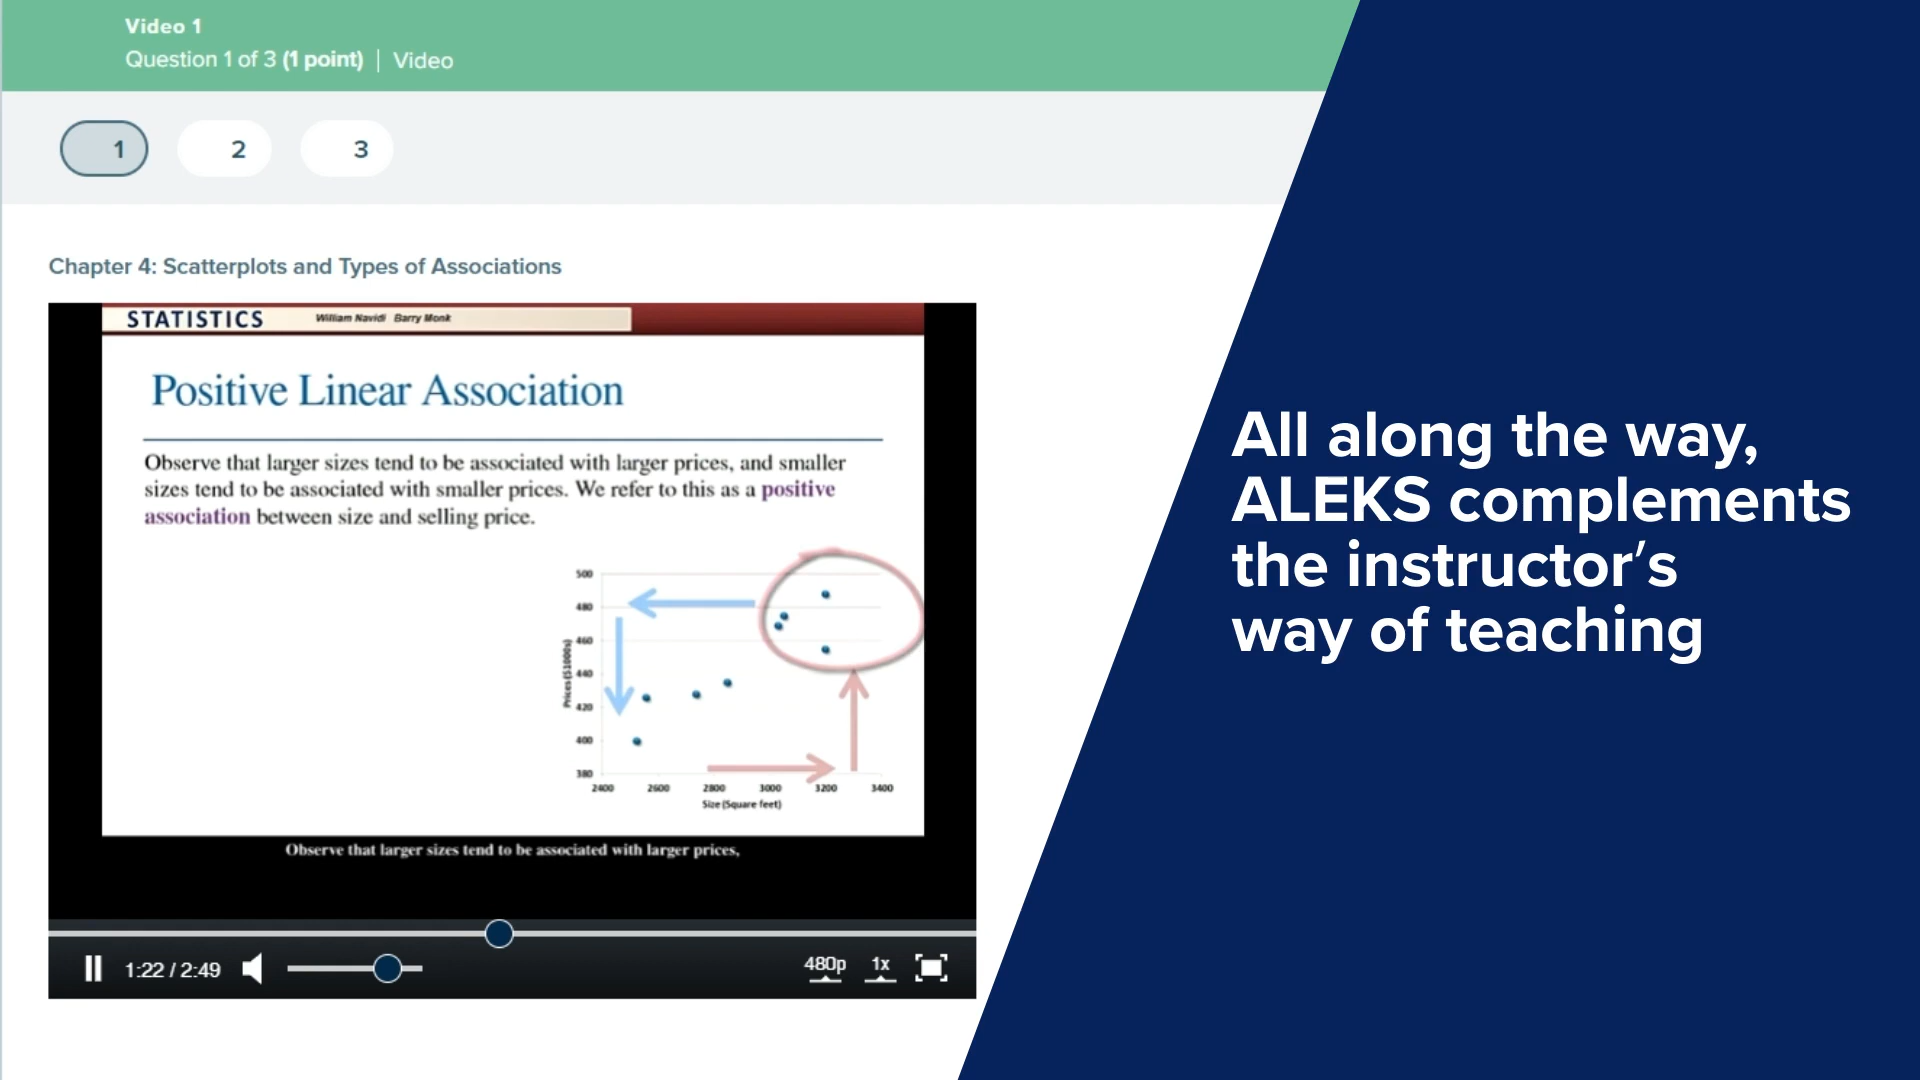 Video 1
Question 1 of 3 (1 point) | Video
1
2
3
Chapter 4: Scatterplots and Types of Associations
STATISTICS
William Navidi Barry Monk
Positive Linear Association
Observe that larger sizes tend to be associated with larger prices, and smaller
sizes tend to be associated with smaller prices. We refer to this as a positive
association between size and selling price.
500
480
460
440
420
400
380
Prices ($1000s)
2400 2600 2800 3000 3200 3400
Size (Square feet)
Observe that larger sizes tend to be associated with larger prices,
1:22 / 2:49
480p
1x
All along the way,
ALEKS complements
the instructor's
way of teaching